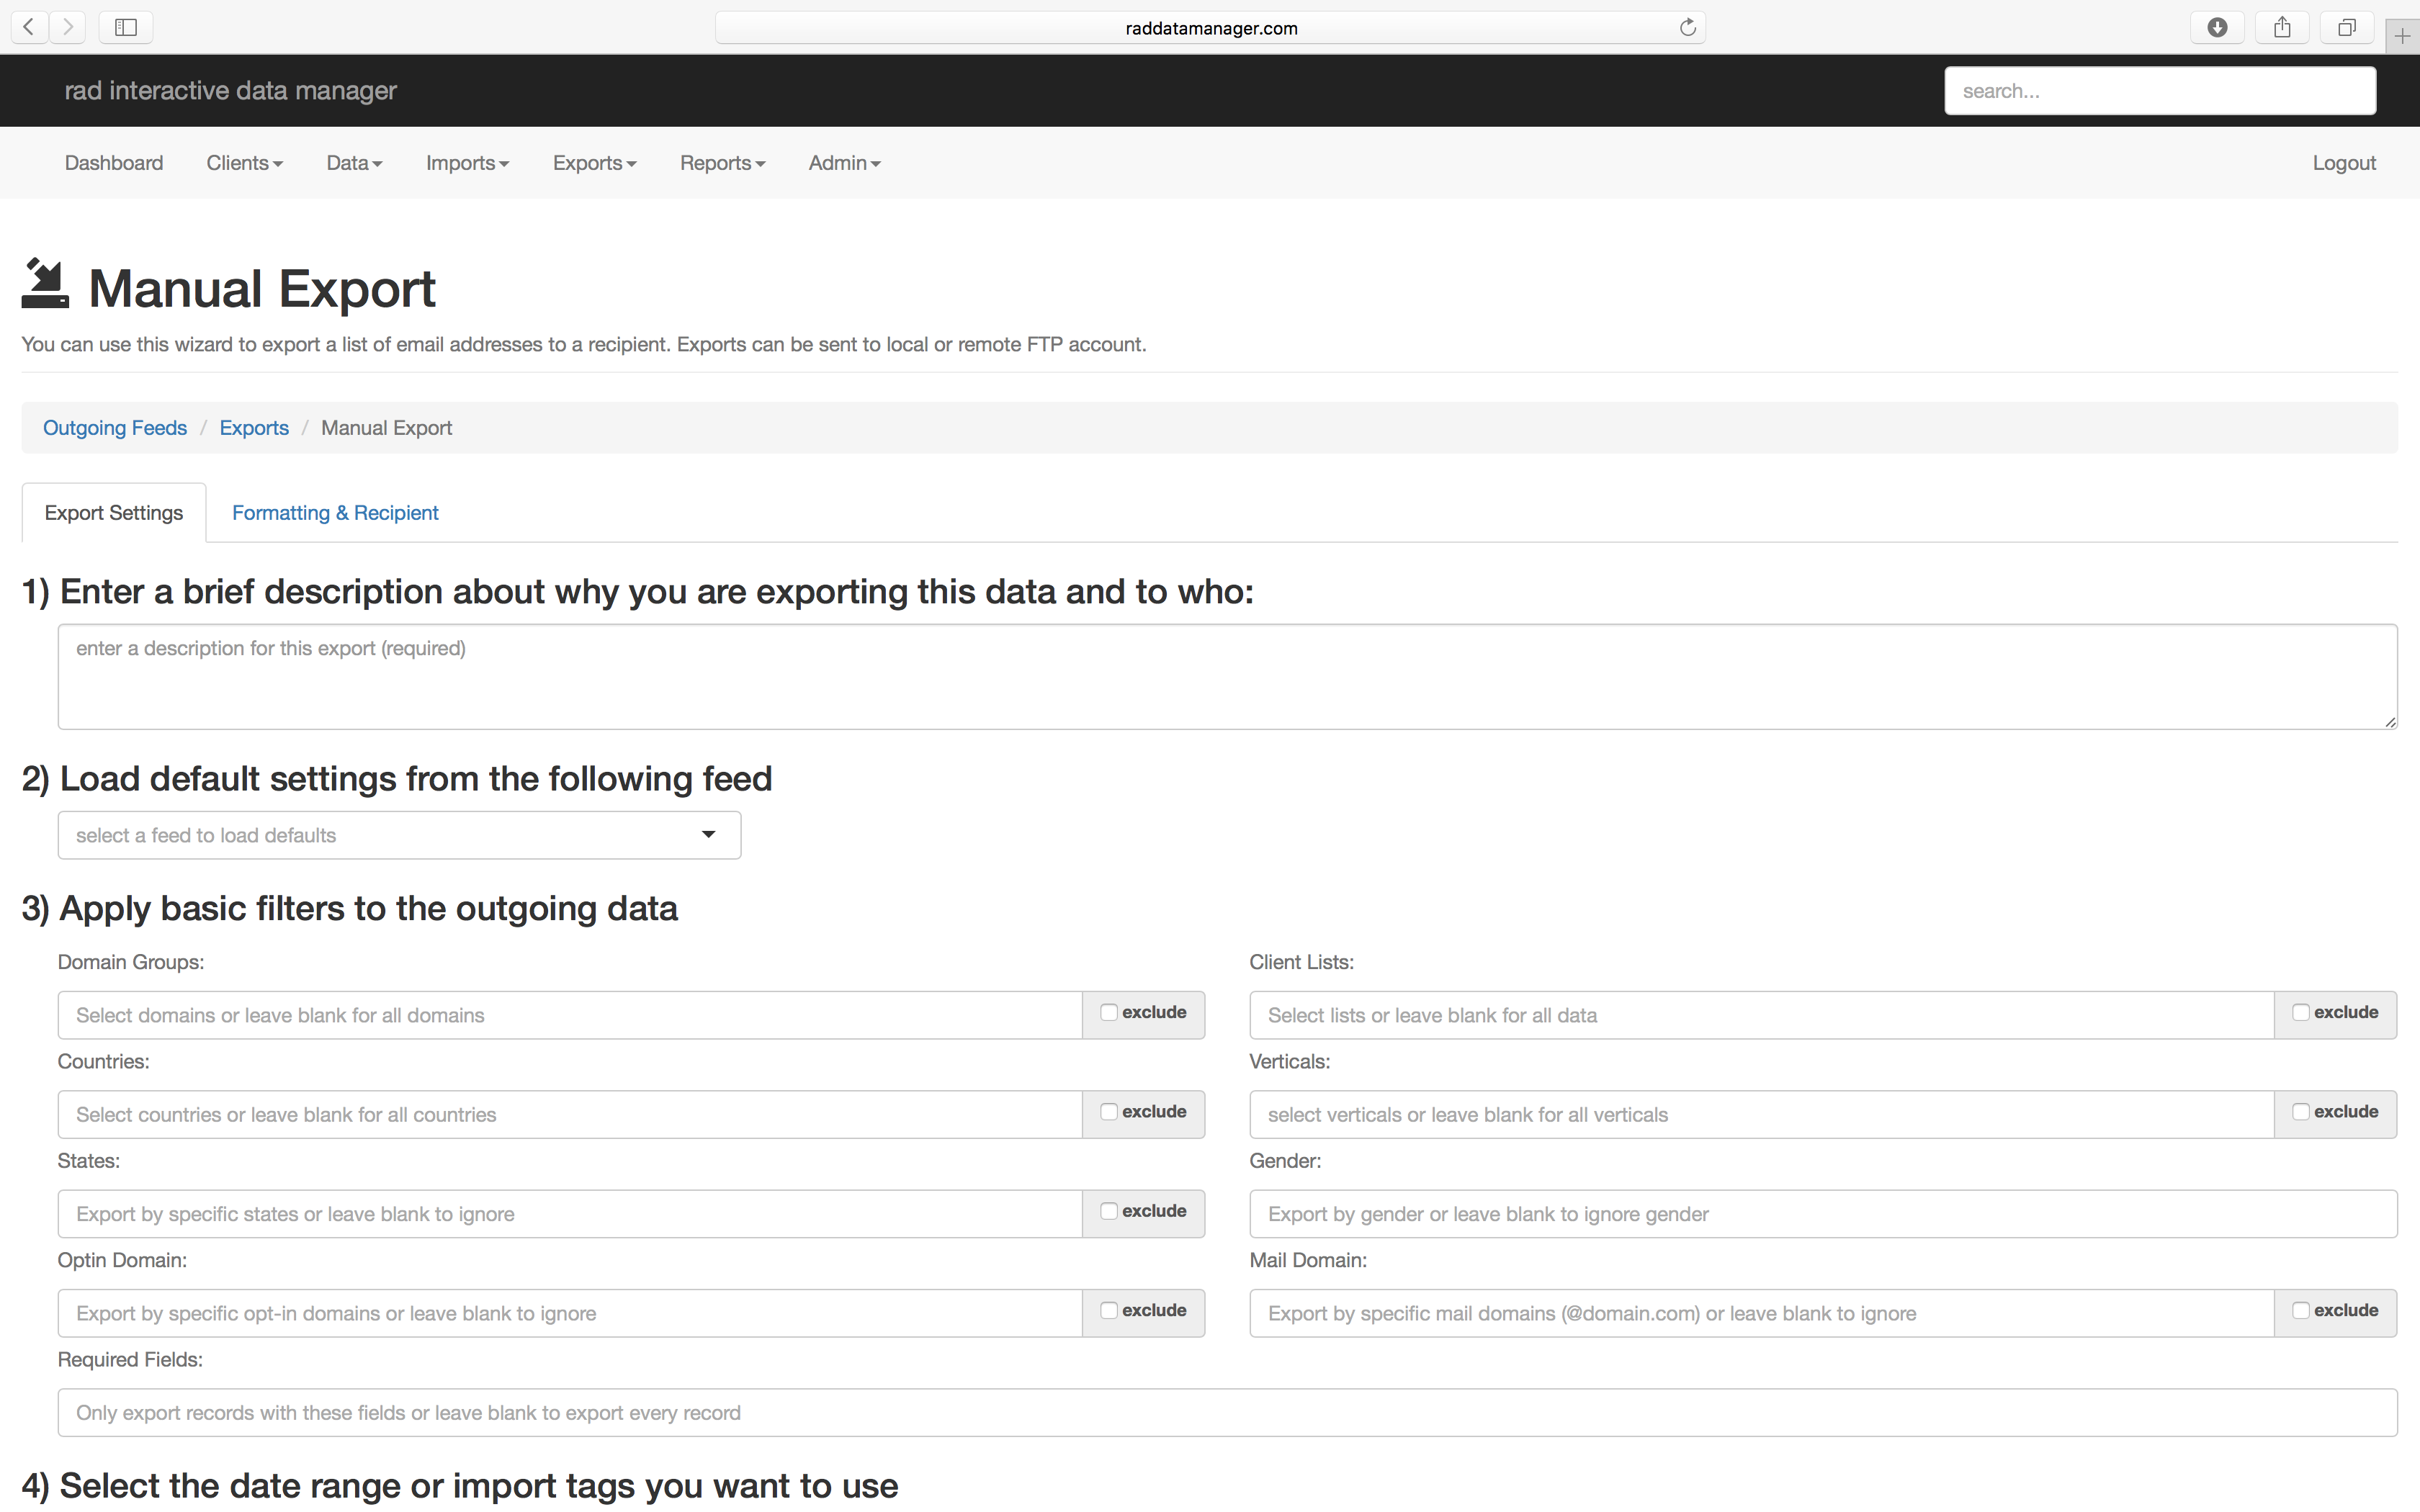 raddatamanager.com
rad interactive data manager
search...
Dashboard Clients Data Imports Exports Reports Admin Logout
Manual Export
You can use this wizard to export a list of email addresses to a recipient. Exports can be sent to local or remote FTP account.
Outgoing Feeds / Exports / Manual Export
Export Settings Formatting & Recipient
1) Enter a brief description about why you are exporting this data and to who:
enter a description for this export (required)
2) Load default settings from the following feed
select a feed to load defaults
3) Apply basic filters to the outgoing data
Domain Groups: Client Lists:
Select domains or leave blank for all domains exclude Select lists or leave blank for all data exclude
Countries: Verticals:
Select countries or leave blank for all countries exclude select verticals or leave blank for all verticals exclude
States: Gender:
Export by specific states or leave blank to ignore exclude Export by gender or leave blank to ignore gender
Optin Domain: Mail Domain:
Export by specific opt-in domains or leave blank to ignore exclude Export by specific mail domains (@domain.com) or leave blank to ignore exclude
Required Fields:
Only export records with these fields or leave blank to export every record
4) Select the date range or import tags you want to use